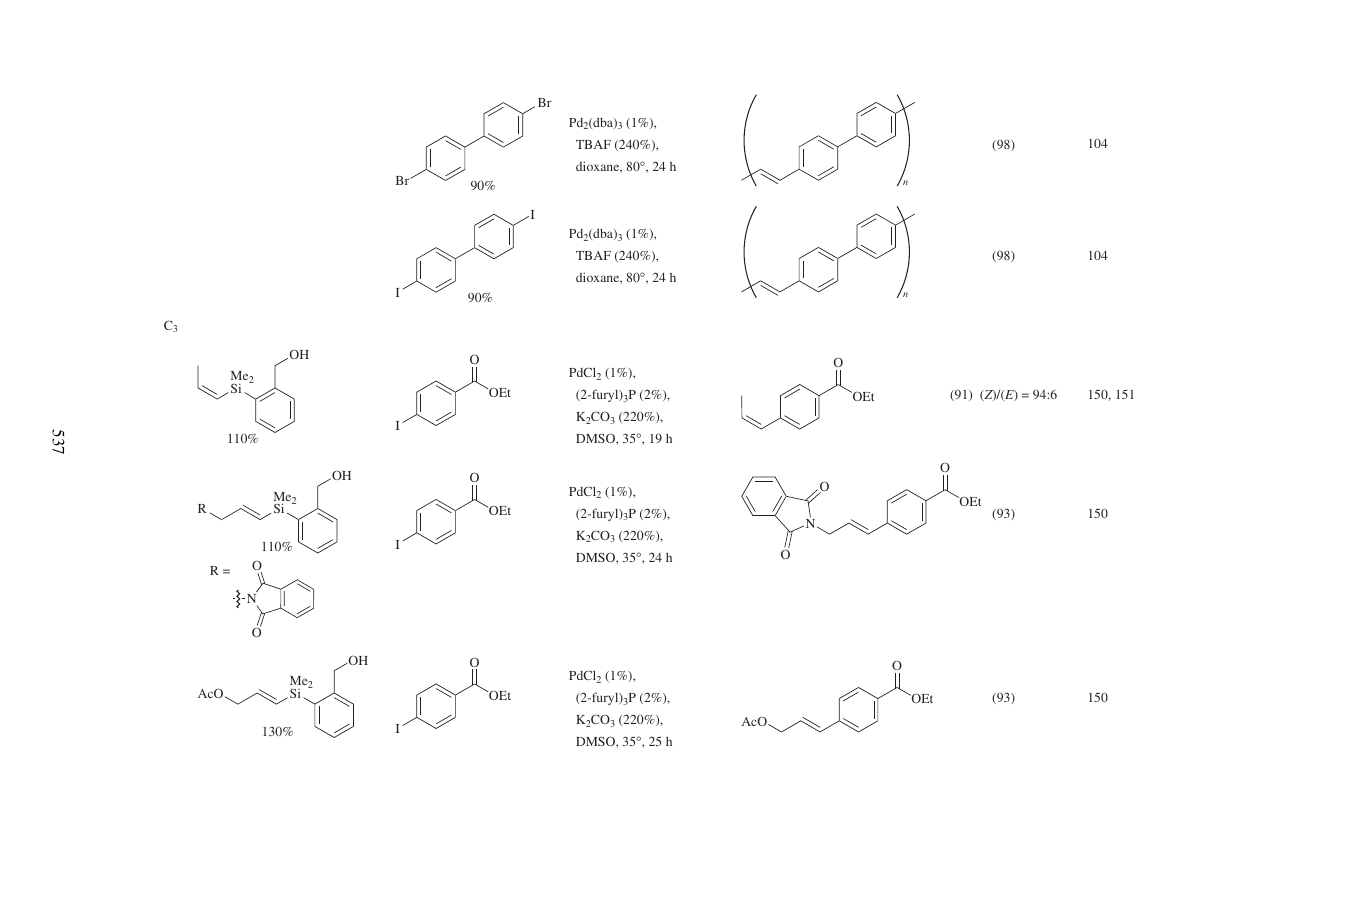 Br
Br
90%
Pd2(dba)3 (1%),
TBAF (240%),
dioxane, 80°, 24 h
n
(98)
104
I
I
90%
Pd2(dba)3 (1%),
TBAF (240%),
dioxane, 80°, 24 h
n
(98)
104
C3
OH
Me2
Si
110%
O
OEt
I
PdCl2 (1%),
(2-furyl)3P (2%),
K2CO3 (220%),
DMSO, 35°, 19 h
O
OEt
(91) (Z)/(E) = 94:6
150, 151
537
OH
Me2
R
Si
110%
R =
O
N
O
O
OEt
I
PdCl2 (1%),
(2-furyl)3P (2%),
K2CO3 (220%),
DMSO, 35°, 24 h
O
N
O
O
OEt
(93)
150
OH
Me2
AcO
Si
130%
O
OEt
I
PdCl2 (1%),
(2-furyl)3P (2%),
K2CO3 (220%),
DMSO, 35°, 25 h
O
OEt
AcO
(93)
150